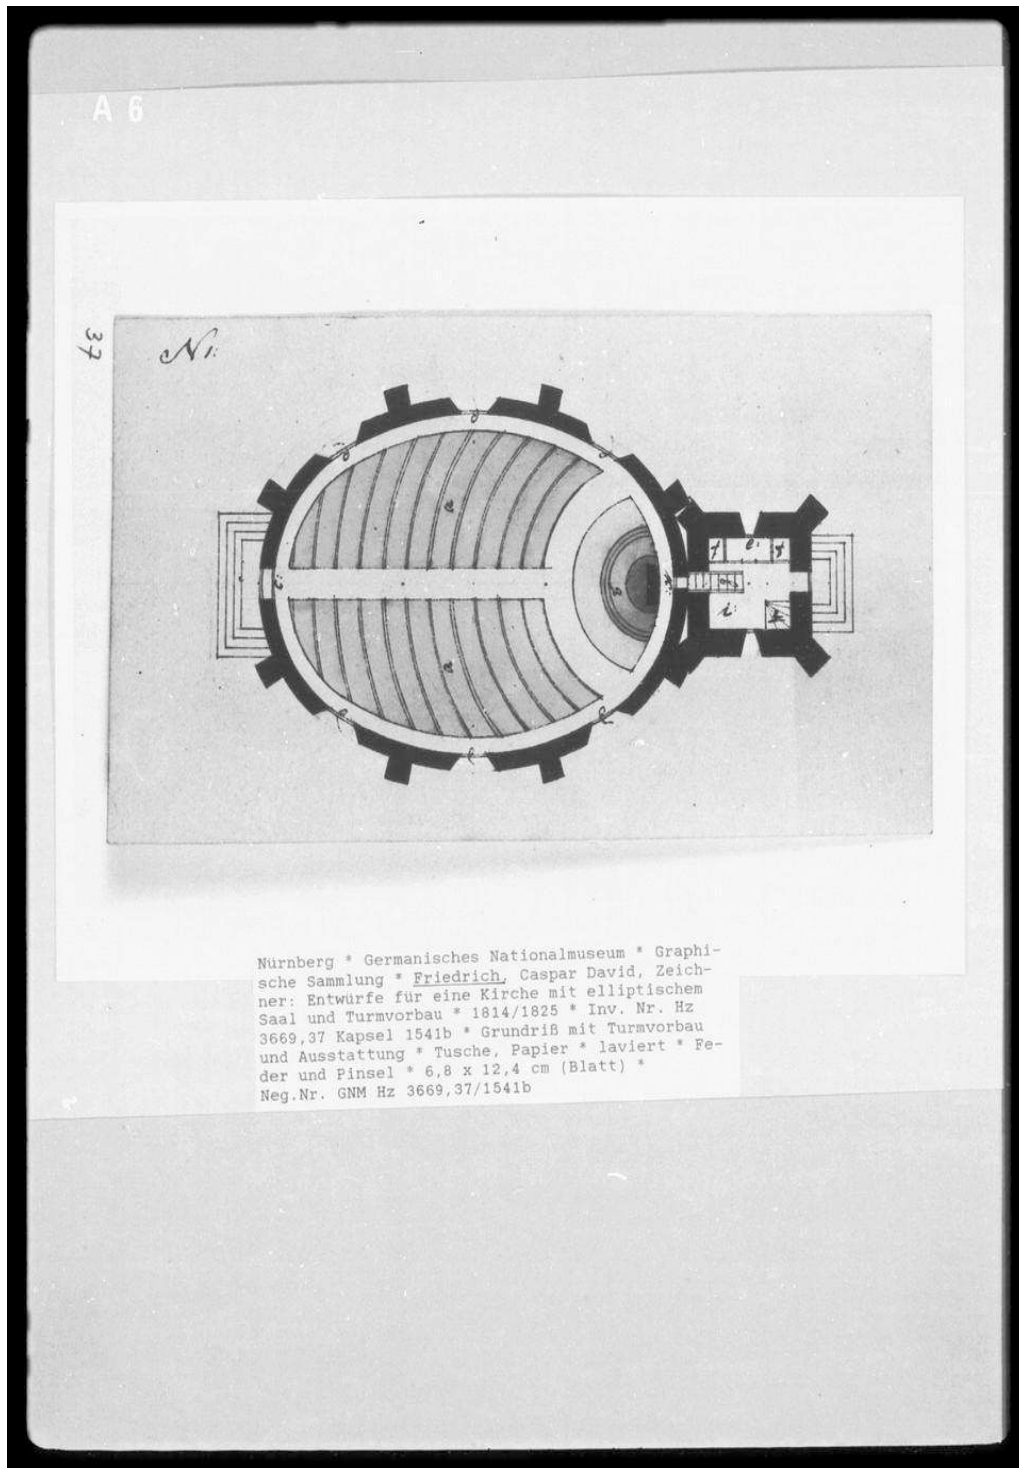 A 6
37
N 1:
g
a
a
e:
f
f
i:
Nürnberg * Germanisches Nationalmuseum * Graphi-
sche Sammlung * Friedrich, Caspar David, Zeich-
ner: Entwürfe für eine Kirche mit elliptischem
Saal und Turmvorbau * 1814/1825 * Inv. Nr. Hz
3669,37 Kapsel 1541b * Grundriß mit Turmvorbau
und Ausstattung * Tusche, Papier * laviert * Fe-
der und Pinsel * 6,8 x 12,4 cm (Blatt) *
Neg.Nr. GNM Hz 3669,37/1541b